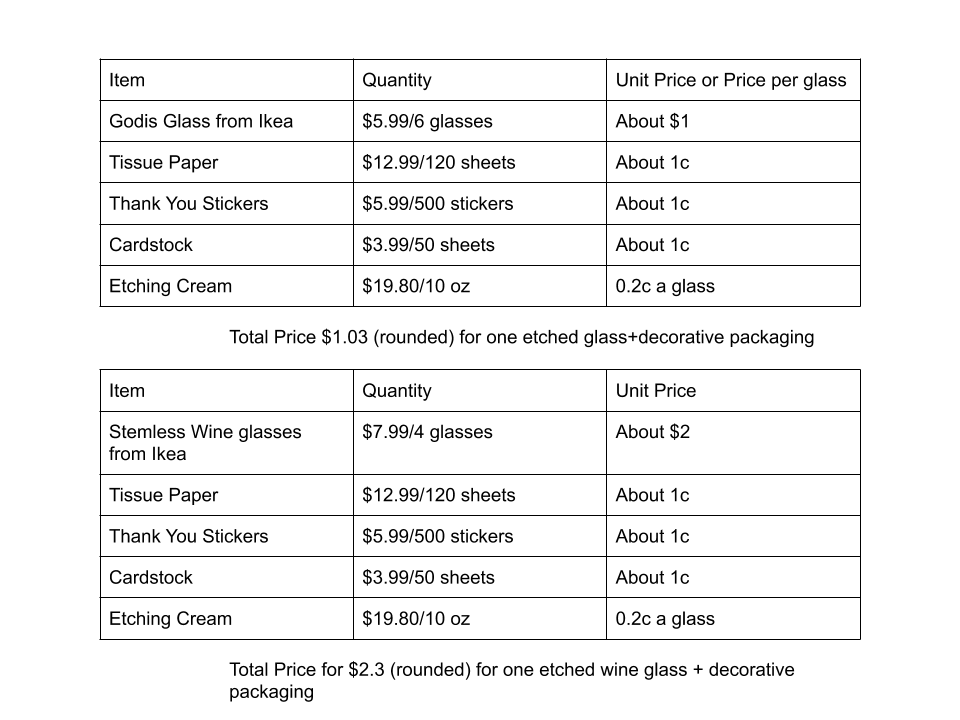 Item Quantity Unit Price or Price per glass
Godis Glass from Ikea $5.99/6 glasses About $1
Tissue Paper $12.99/120 sheets About 1c
Thank You Stickers $5.99/500 stickers About 1c
Cardstock $3.99/50 sheets About 1c
Etching Cream $19.80/10 oz 0.2c a glass
Total Price $1.03 (rounded) for one etched glass+decorative packaging
Item Quantity Unit Price
Stemless Wine glasses $7.99/4 glasses About $2
from Ikea
Tissue Paper $12.99/120 sheets About 1c
Thank You Stickers $5.99/500 stickers About 1c
Cardstock $3.99/50 sheets About 1c
Etching Cream $19.80/10 oz 0.2c a glass
Total Price for $2.3 (rounded) for one etched wine glass + decorative
packaging